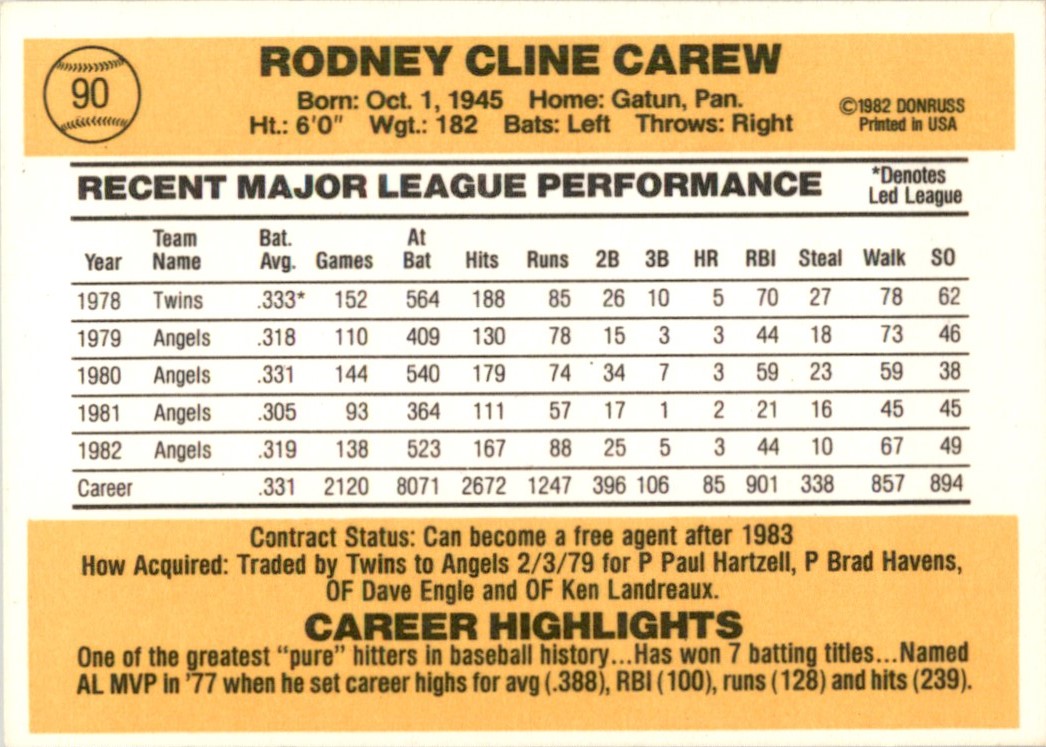 90
RODNEY CLINE CAREW
Born: Oct. 1, 1945 Home: Gatun, Pan.
Ht.: 6'0" Wgt.: 182 Bats: Left Throws: Right
©1982 DONRUSS
Printed in USA
RECENT MAJOR LEAGUE PERFORMANCE
*Denotes
Led League
Year Team Name Bat. Avg. Games At Bat Hits Runs 2B 3B HR RBI Steal Walk SO
1978 Twins .333* 152 564 188 85 26 10 5 70 27 78 62
1979 Angels .318 110 409 130 78 15 3 3 44 18 73 46
1980 Angels .331 144 540 179 74 34 7 3 59 23 59 38
1981 Angels .305 93 364 111 57 17 1 2 21 16 45 45
1982 Angels .319 138 523 167 88 25 5 3 44 10 67 49
Career .331 2120 8071 2672 1247 396 106 85 901 338 857 894
Contract Status: Can become a free agent after 1983
How Acquired: Traded by Twins to Angels 2/3/79 for P Paul Hartzell, P Brad Havens,
OF Dave Engle and OF Ken Landreaux.
CAREER HIGHLIGHTS
One of the greatest "pure" hitters in baseball history...Has won 7 batting titles...Named
AL MVP in '77 when he set career highs for avg (.388), RBI (100), runs (128) and hits (239).